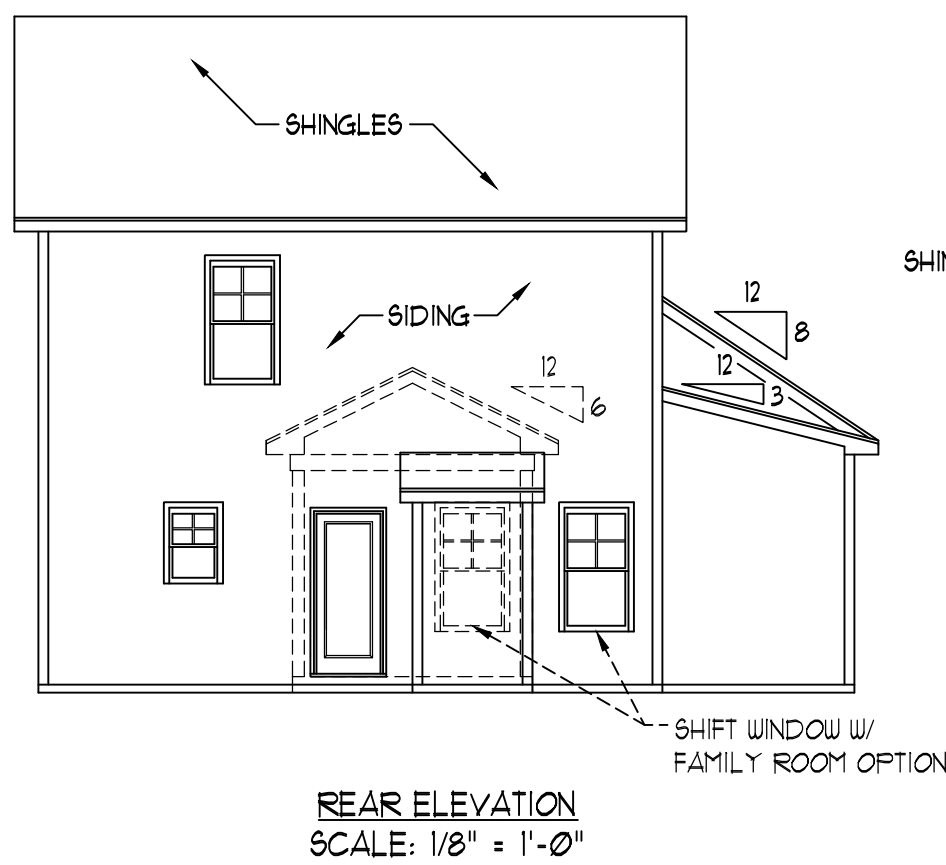 SHINGLES
SHIN
SIDING
12
8
12
3
12
6
SHIFT WINDOW W/
FAMILY ROOM OPTION
REAR ELEVATION
SCALE: 1/8" = 1'-Ø"